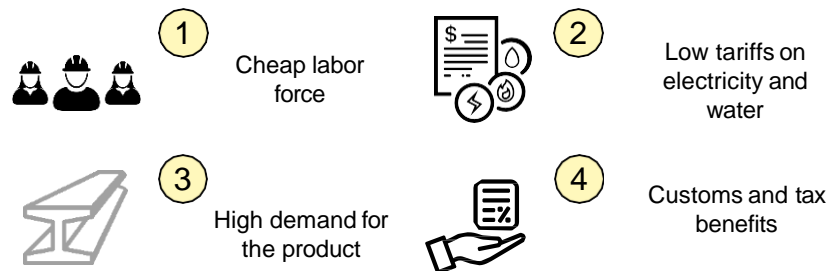 1
Cheap labor
force
$
2
Low tariffs on
electricity and
water
3
High demand for
the product
%
4
Customs and tax
benefits